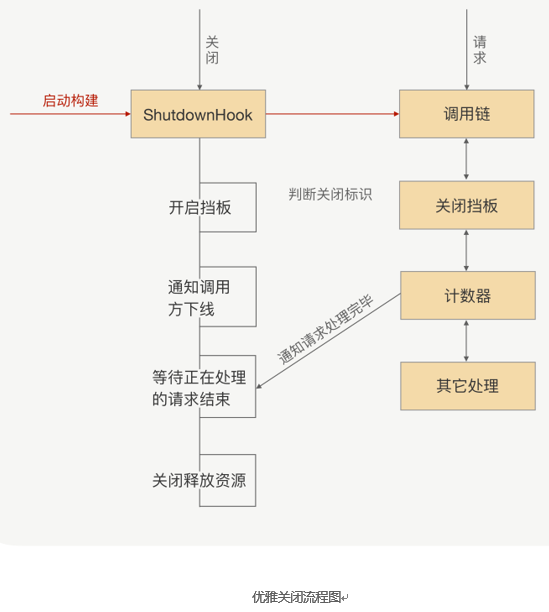 关闭
请求
启动构建
ShutdownHook
调用链
开启挡板
判断关闭标识
关闭挡板
通知调用
方下线
计数器
通知请求处理完毕
等待正在处理
的请求结束
其它处理
关闭释放资源
优雅关闭流程图